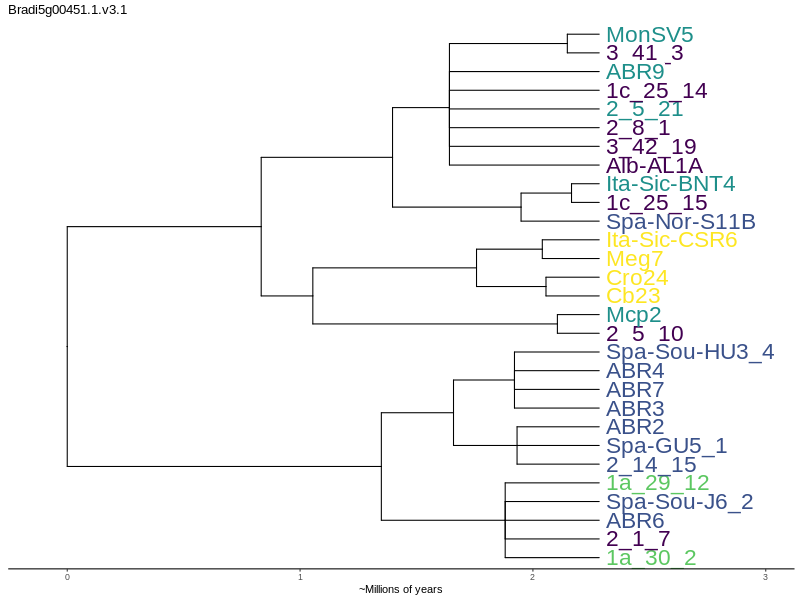 Bradi5g00451.1.v3.1
MonSV5
3_41_3
ABR9
1c_25_14
2_5_21
2_8_1
3_42_19
ATb-AL1A
Ita-Sic-BNT4
1c_25_15
Spa-Nor-S11B
Ita-Sic-CSR6
Meg7
Cro24
Cb23
Mcp2
2_5_10
Spa-Sou-HU3_4
ABR4
ABR7
ABR3
ABR2
Spa-GU5_1
2_14_15
1a_29_12
Spa-Sou-J6_2
ABR6
2_1_7
1a_30_2
0 1 2 3
~Millions of years